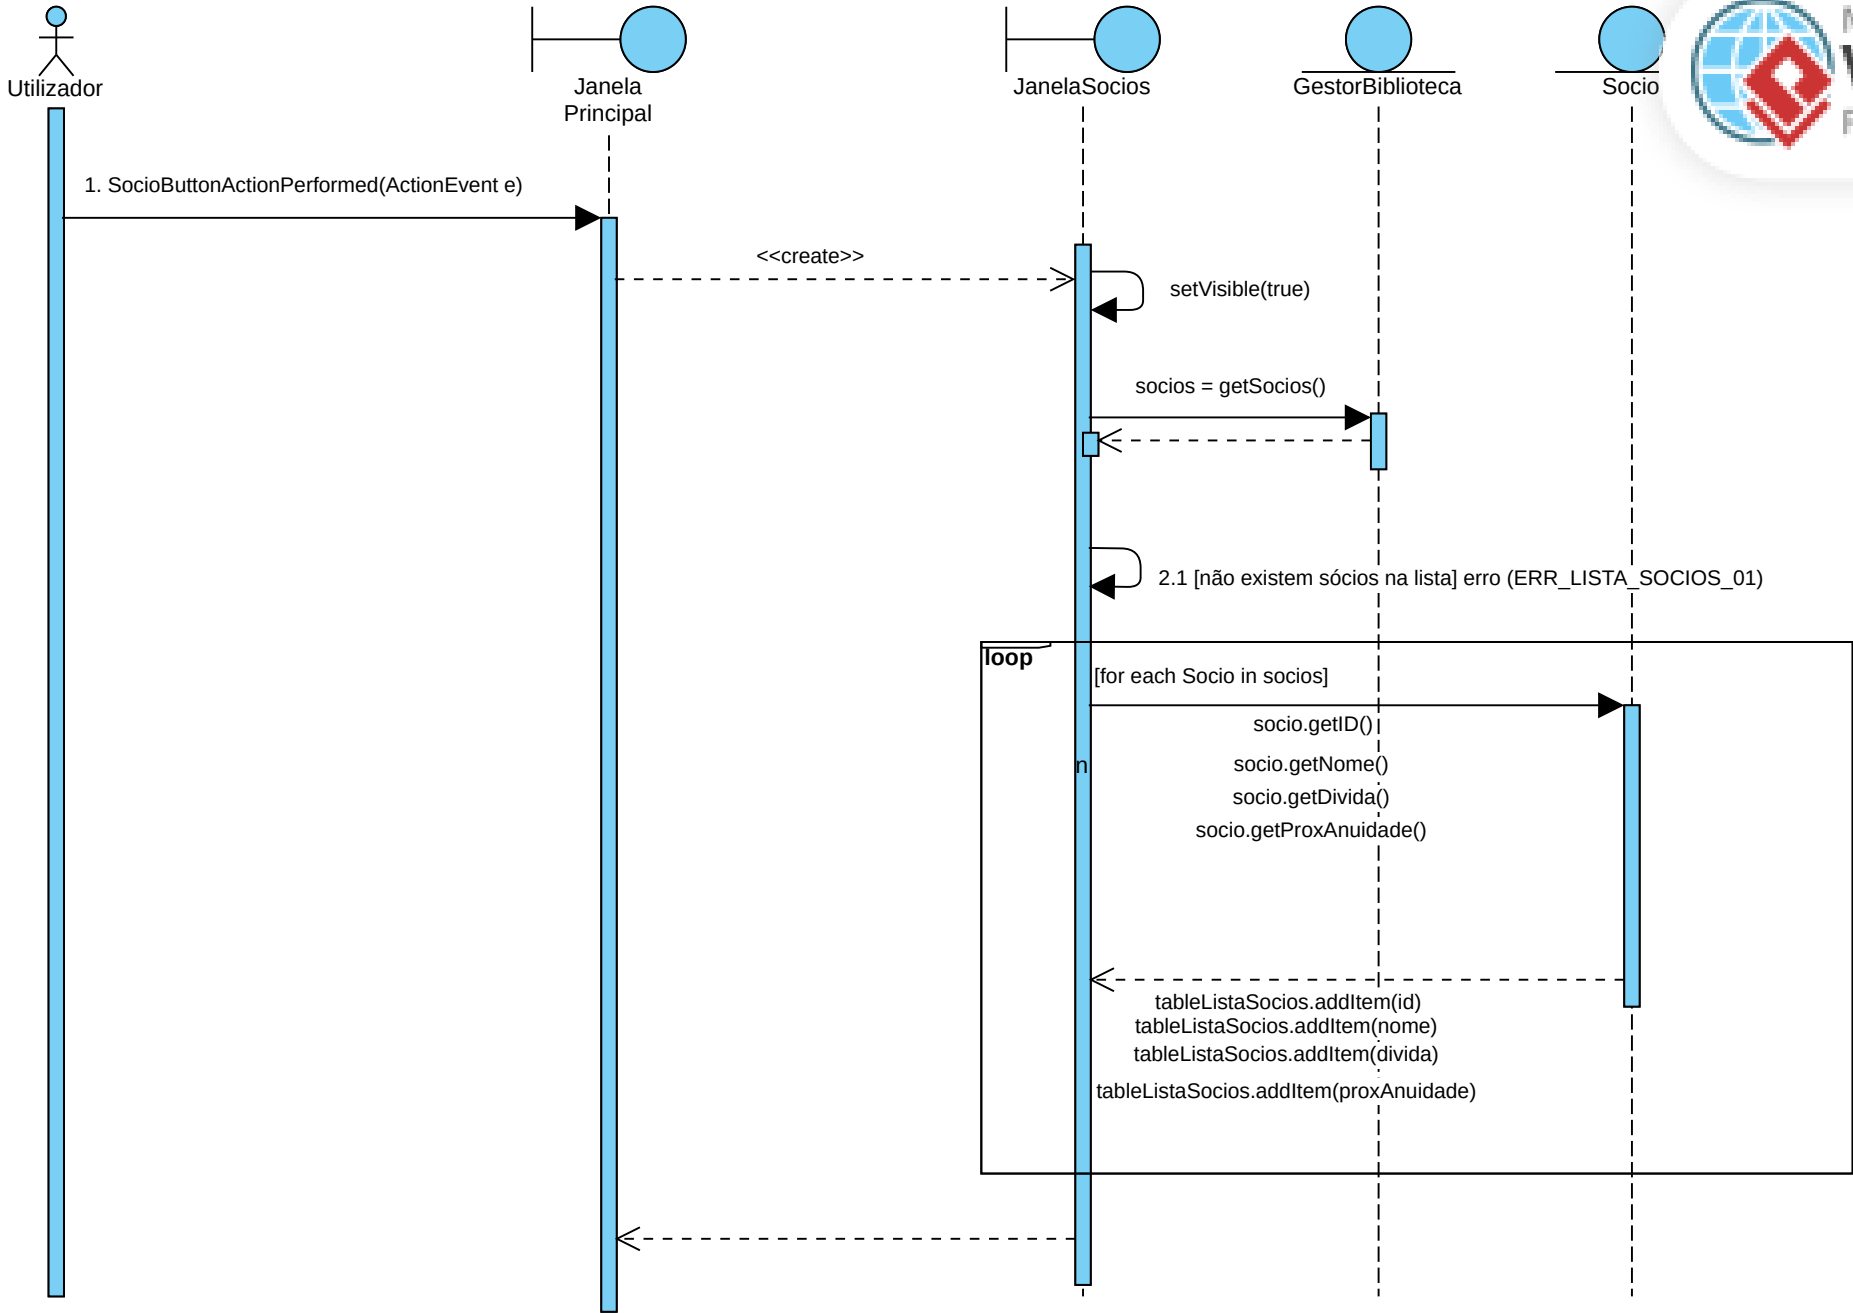 Utilizador
Janela
Principal
JanelaSocios
GestorBiblioteca
Socio
1. SocioButtonActionPerformed(ActionEvent e)
<<create>>
setVisible(true)
socios = getSocios()
2.1 [não existem sócios na lista] erro (ERR_LISTA_SOCIOS_01)
loop
[for each Socio in socios]
socio.getID()
n
socio.getNome()
socio.getDivida()
socio.getProxAnuidade()
tableListaSocios.addItem(id)
tableListaSocios.addItem(nome)
tableListaSocios.addItem(divida)
tableListaSocios.addItem(proxAnuidade)